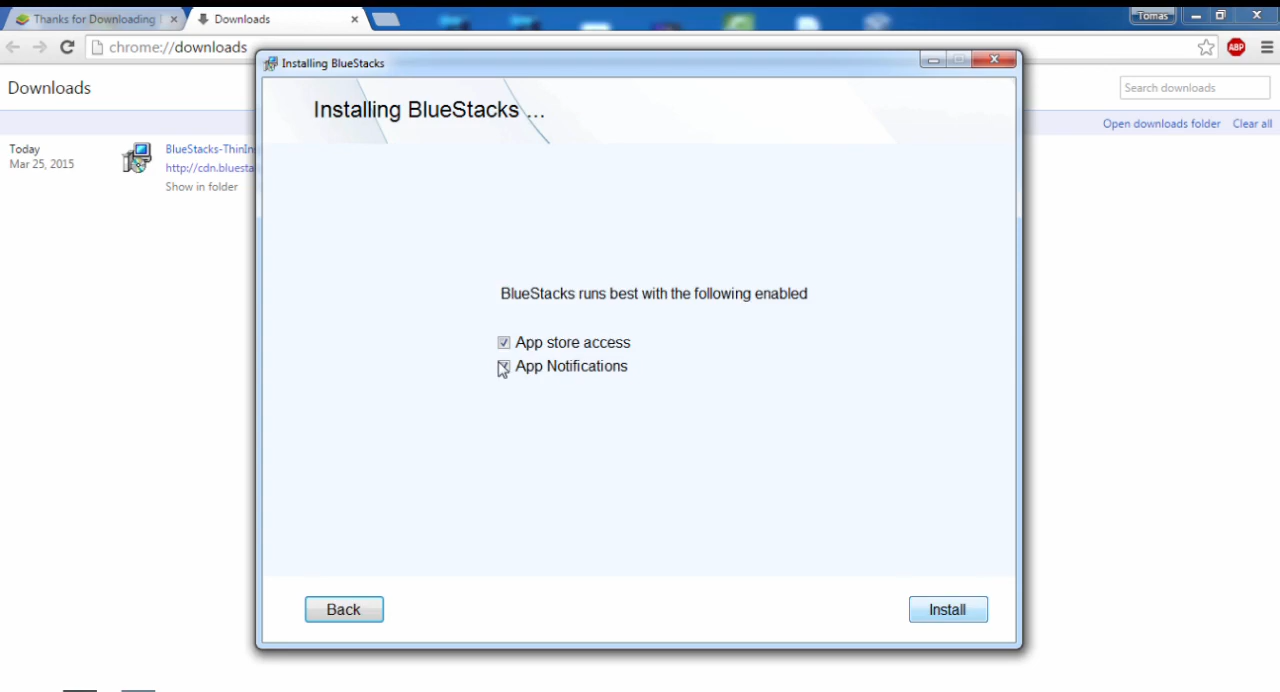 Thanks for Downloading
Downloads
Tomas
chrome://downloads
ABP
Installing BlueStacks
Downloads
Search downloads
Installing BlueStacks ...
Open downloads folder
Clear all
Today
Mar 25, 2015
BlueStacks-ThinIn
http://cdn.bluesta
Show in folder
BlueStacks runs best with the following enabled
App store access
App Notifications
Back
Install